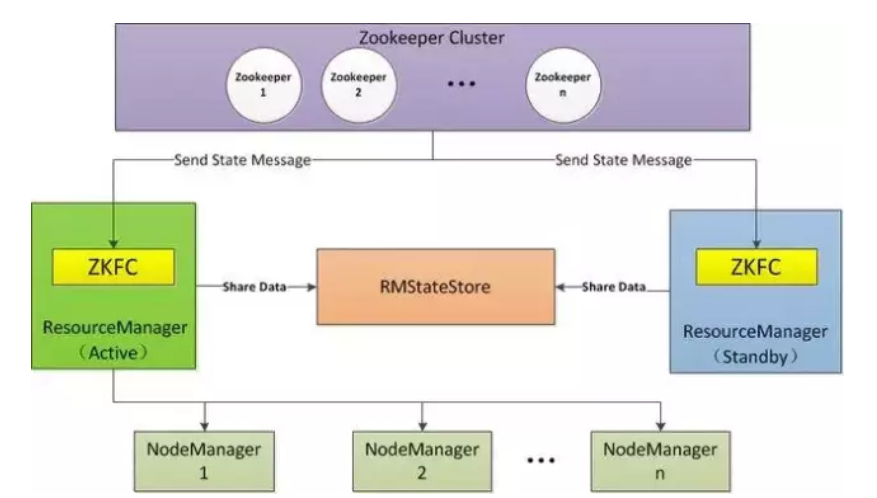 Zookeeper Cluster
Zookeeper
1
Zookeeper
2
...
Zookeeper
n
Send State Message
Send State Message
ZKFC
ResourceManager
（Active）
Share Data
RMStateStore
Share Data
ZKFC
ResourceManager
（Standby）
NodeManager
1
NodeManager
2
...
NodeManager
n